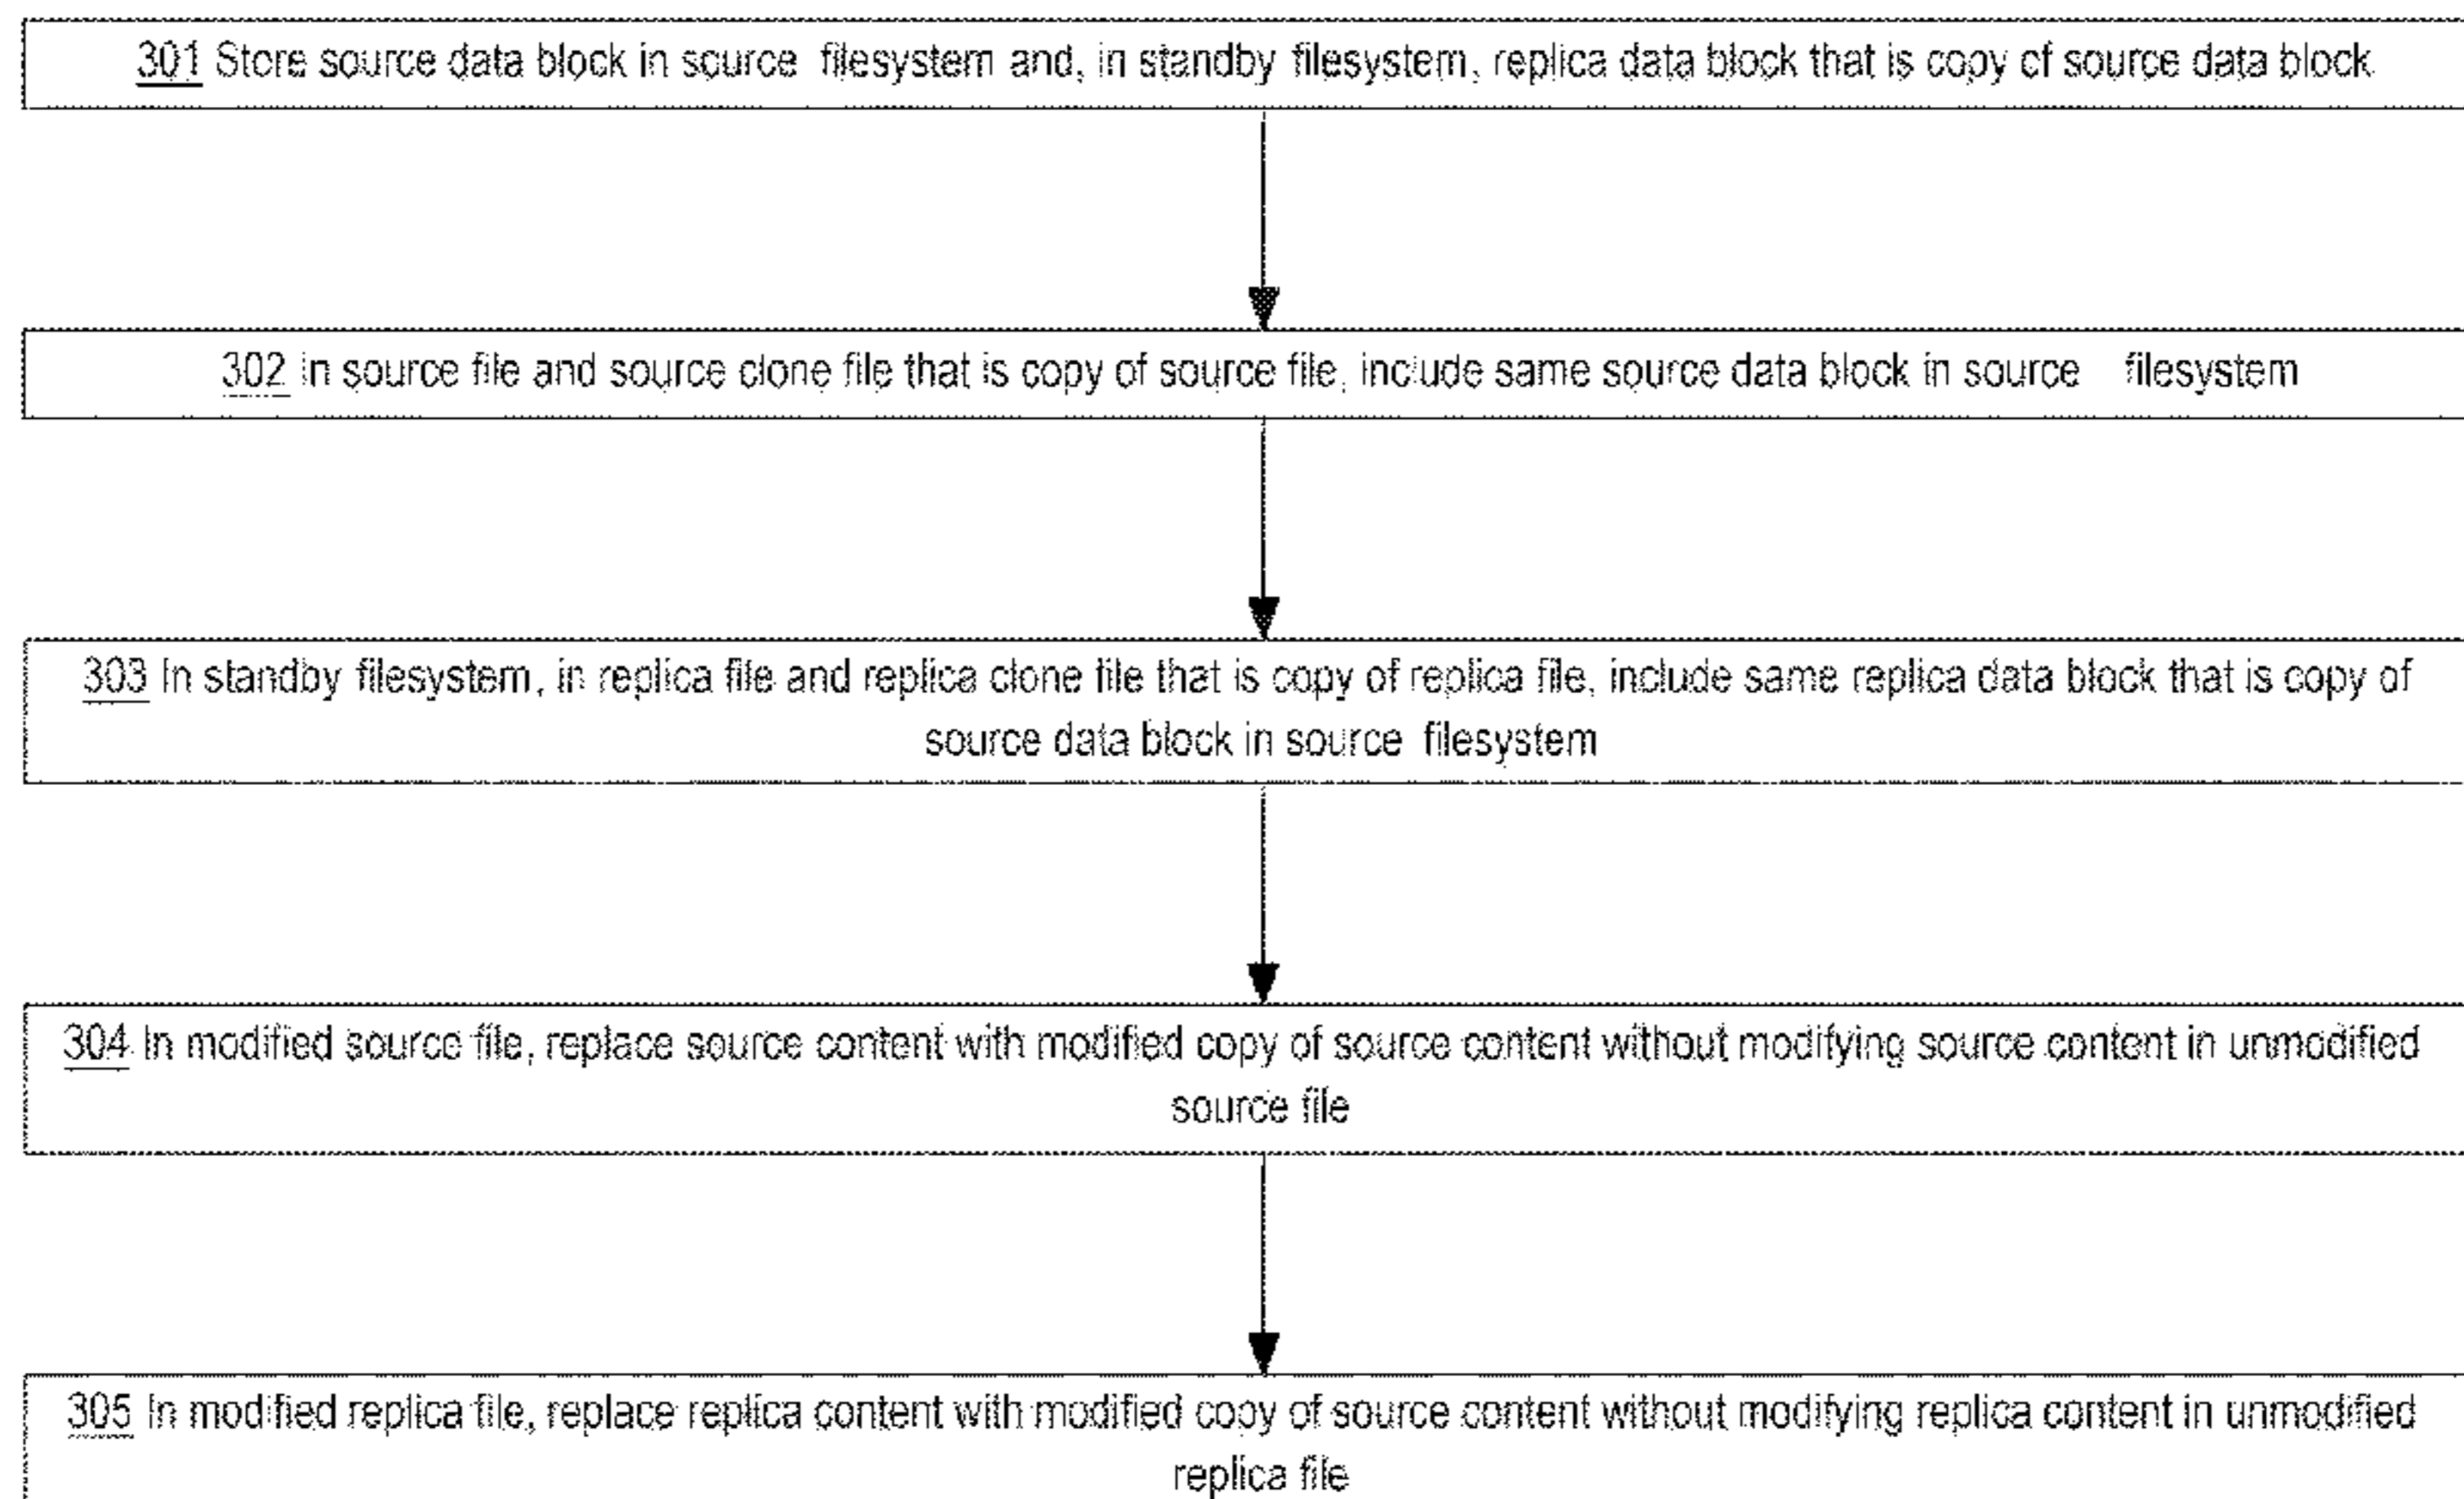 301 Store source data block in source filesystem and, in standby filesystem, replica data block that is copy of source data block
302 In source file and source clone file that is copy of source file, include same source data block in source filesystem
303 In standby filesystem, in replica file and replica clone file that is copy of replica file, include same replica data block that is copy of
source data block in source filesystem
304 In modified source file, replace source content with modified copy of source content without modifying source content in unmodified
source file
305 In modified replica file, replace replica content with modified copy of source content without modifying replica content in unmodified
replica file